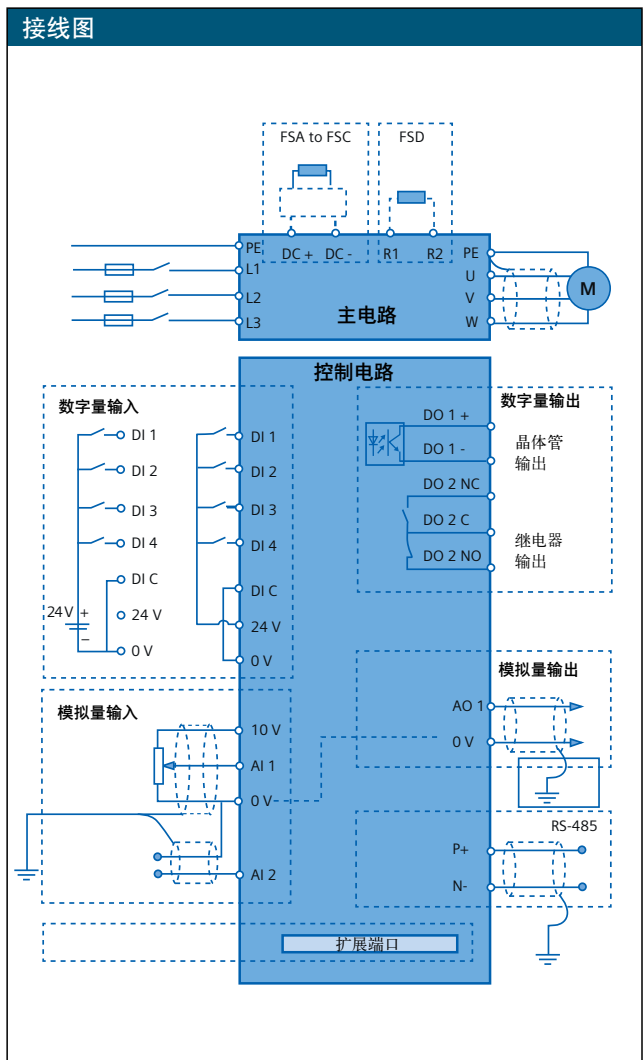 接线图
FSA to FSC
FSD
PE
DC +
DC -
R1
R2
PE
L1
U
L2
V
L3
W
主电路
M
控制电路
数字量输入
DI 1
DI 2
DI 3
DI 4
DI C
24 V
0 V
24 V
+
−
DI 1
DI 2
DI 3
DI 4
DI C
24 V
0 V
数字量输出
DO 1 +
DO 1 -
晶体管
输出
DO 2 NC
DO 2 C
DO 2 NO
继电器
输出
模拟量输入
10 V
AI 1
0 V
AI 2
模拟量输出
AO 1
0 V
RS-485
P+
N-
扩展端口